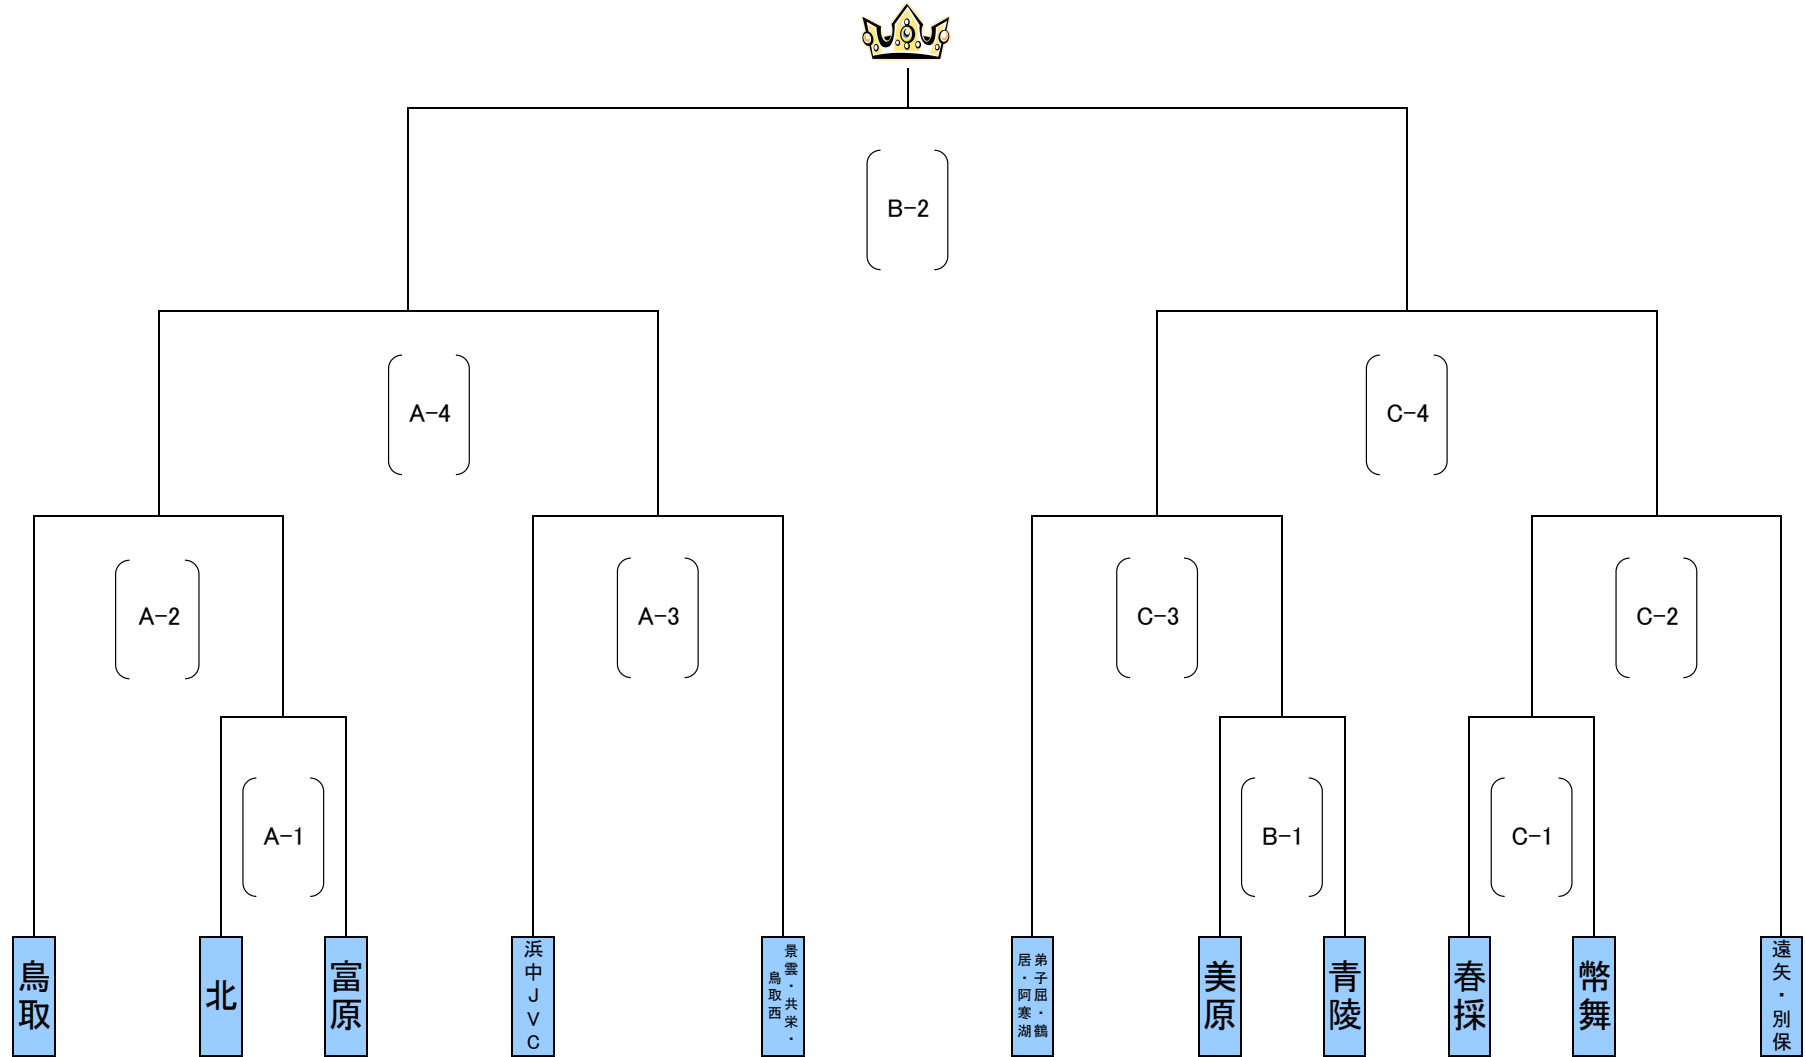 B-2
A-4
C-4
A-2
A-3
C-3
C-2
A-1
B-1
C-1
鳥取
北
富原
浜中JVC
景雲・共栄・
鳥取西
弟子屈・鶴
居・阿寒湖
美原
青陵
春採
幣舞
遠矢・別保